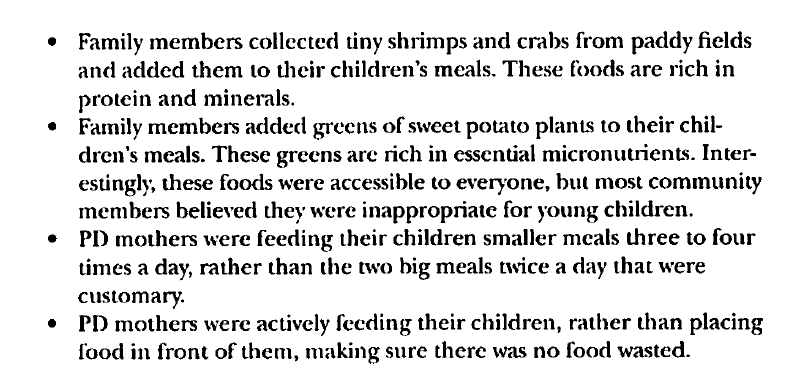 • Family members collected tiny shrimps and crabs from paddy fields
and added them to their children's meals. These foods are rich in
protein and minerals.
• Family members added greens of sweet potato plants to their chil-
dren's meals. These greens are rich in essential micronutrients. Inter-
estingly, these foods were accessible to everyone, but most community
members believed they were inappropriate for young children.
• PD mothers were feeding their children smaller meals three to four
times a day, rather than the two big meals twice a day that were
customary.
• PD mothers were actively feeding their children, rather than placing
food in front of them, making sure there was no food wasted.